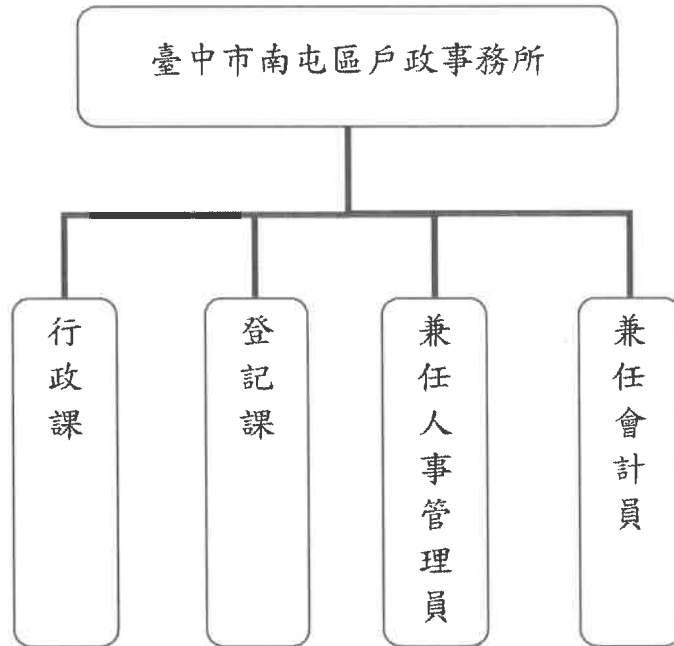 臺中市南屯區戶政事務所
行政課
登記課
兼任人事管理員
兼任會計員